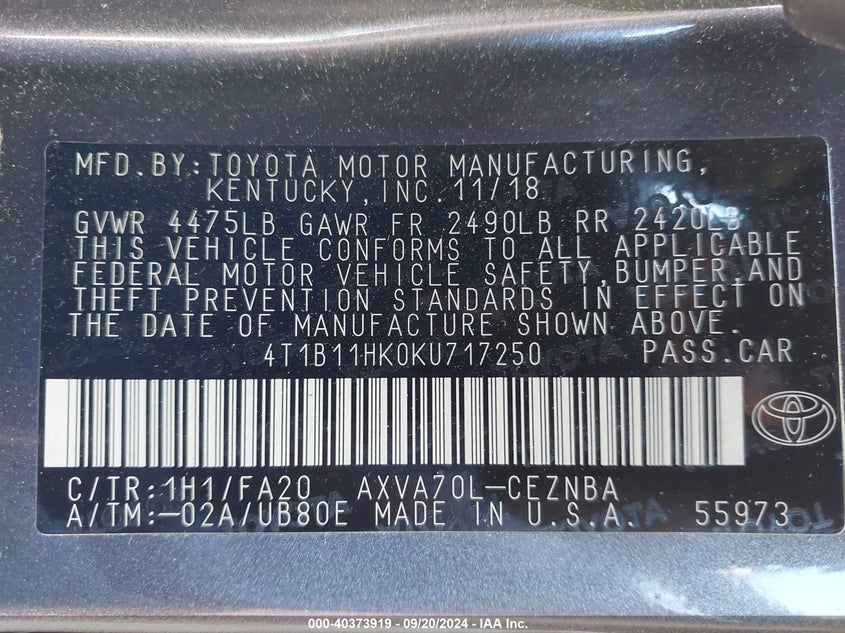 MFD.BY:TOYOTA MOTOR MANUFACTURING,
KENTUCKY,INC.11/18
GVWR 4475LB GAWR FR 2490LB RR 2420LB
THIS VEHICLE CONFORMS TO ALL APPLICABLE
FEDERAL MOTOR VEHICLE SAFETY,BUMPER,AND
THEFT PREVENTION STANDARDS IN EFFECT ON
THE DATE OF MANUFACTURE SHOWN ABOVE.
4T1B11HK0KU717250 PASS.CAR
C/TR:1H1/FA20 AXVA70L-CEZNBA
A/TM:-02A/UB80E MADE IN U.S.A. 55973
000-40373919 - 09/20/2024 - IAA Inc.